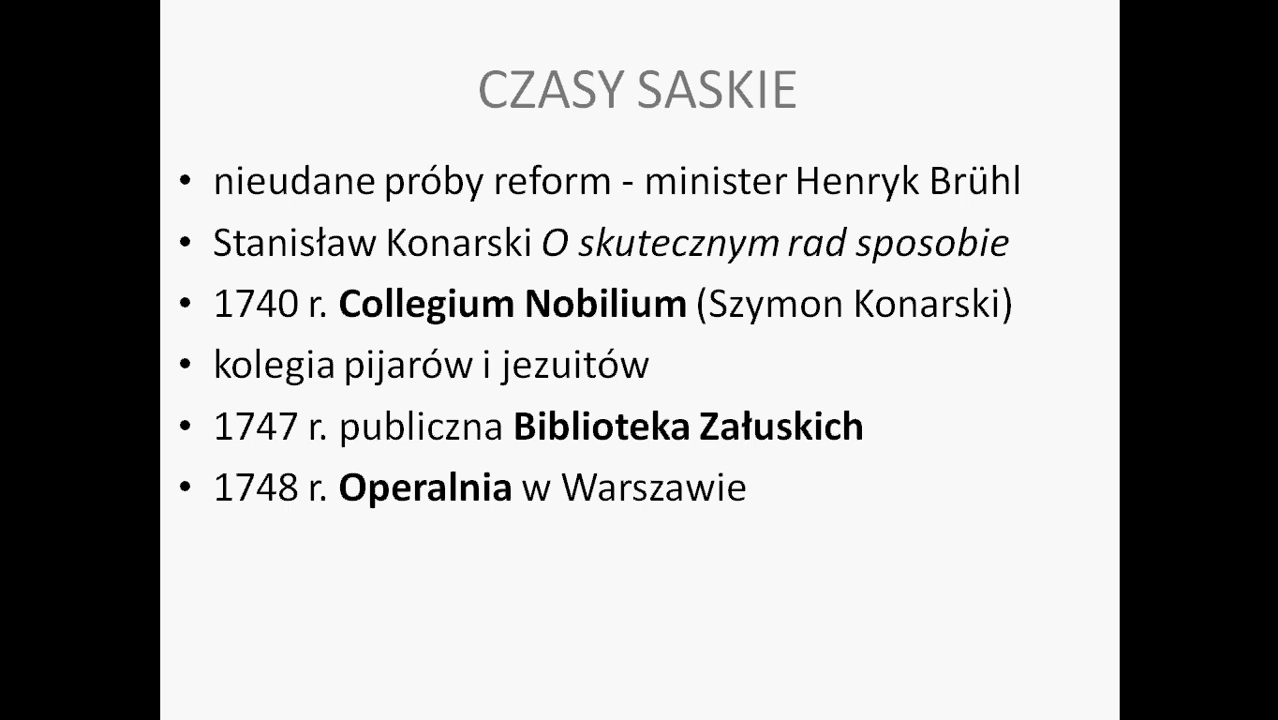 CZASY SASKIE
• nieudane próby reform - minister Henryk Brühl
• Stanisław Konarski O skutecznym rad sposobie
• 1740 r. Collegium Nobilium (Szymon Konarski)
• kolegia pijarów i jezuitów
• 1747 r. publiczna Biblioteka Załuskich
• 1748 r. Operalnia w Warszawie